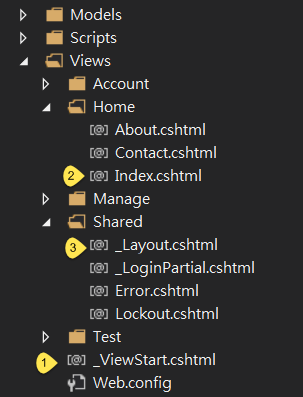 Models
Scripts
Views
Account
Home
About.cshtml
Contact.cshtml
2 Index.cshtml
Manage
Shared
3 _Layout.cshtml
_LoginPartial.cshtml
Error.cshtml
Lockout.cshtml
Test
1 _ViewStart.cshtml
Web.config